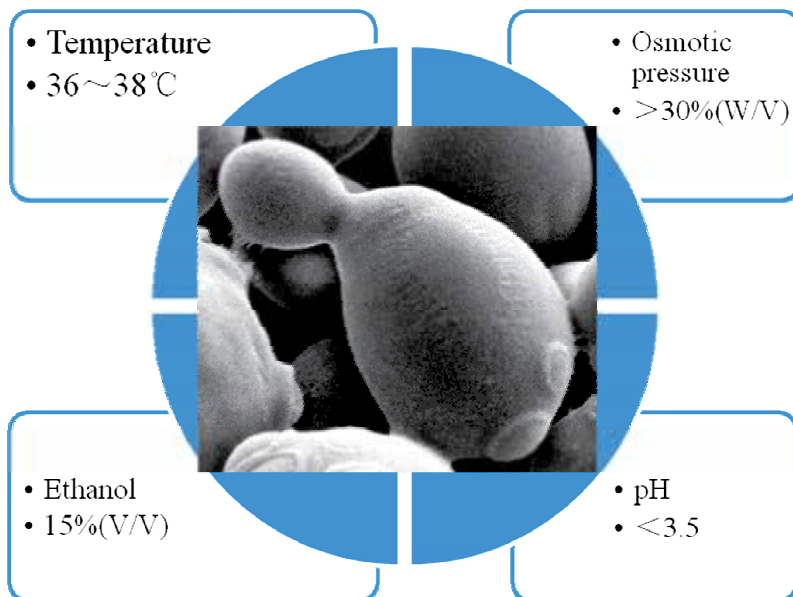 • Temperature
• 36～38℃
• Osmotic
pressure
• ＞30%(W/V)
• Ethanol
• 15%(V/V)
• pH
• ＜3.5